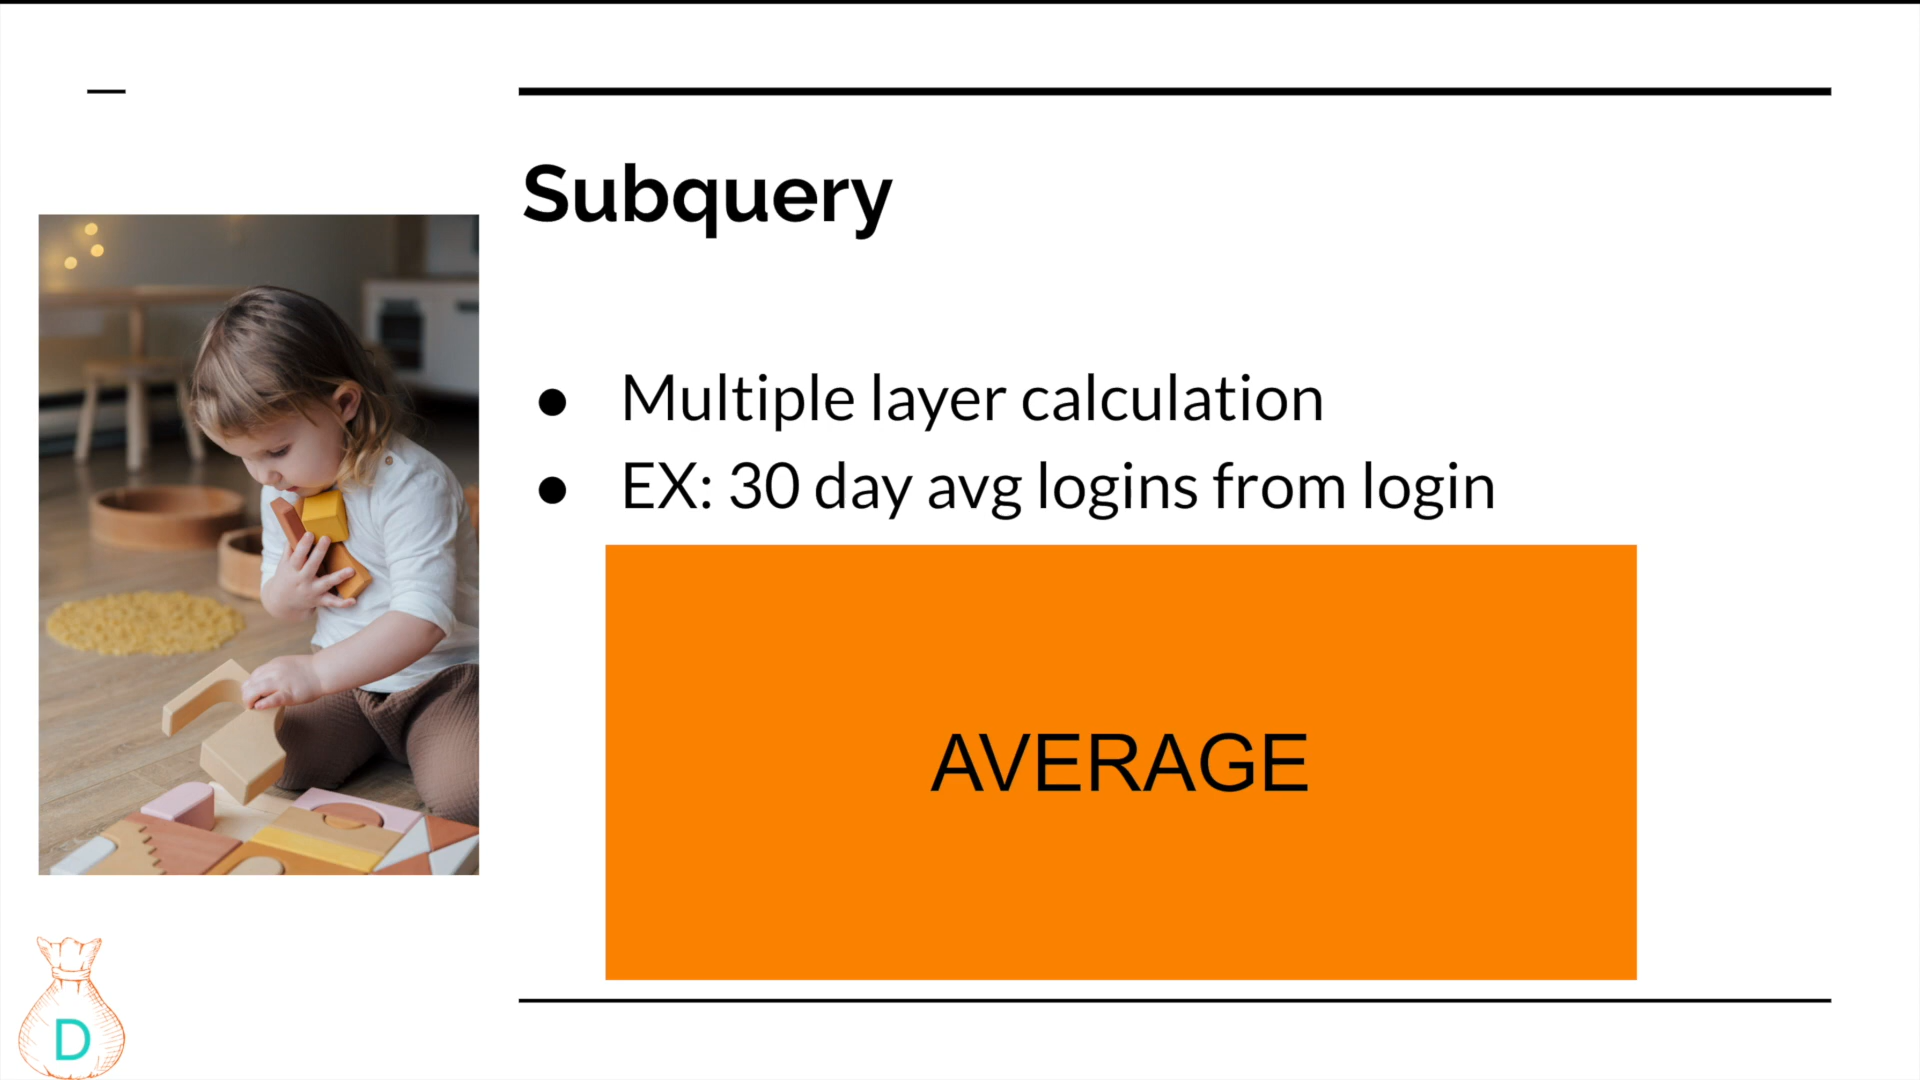 Subquery
● Multiple layer calculation
● EX: 30 day avg logins from login
AVERAGE
D